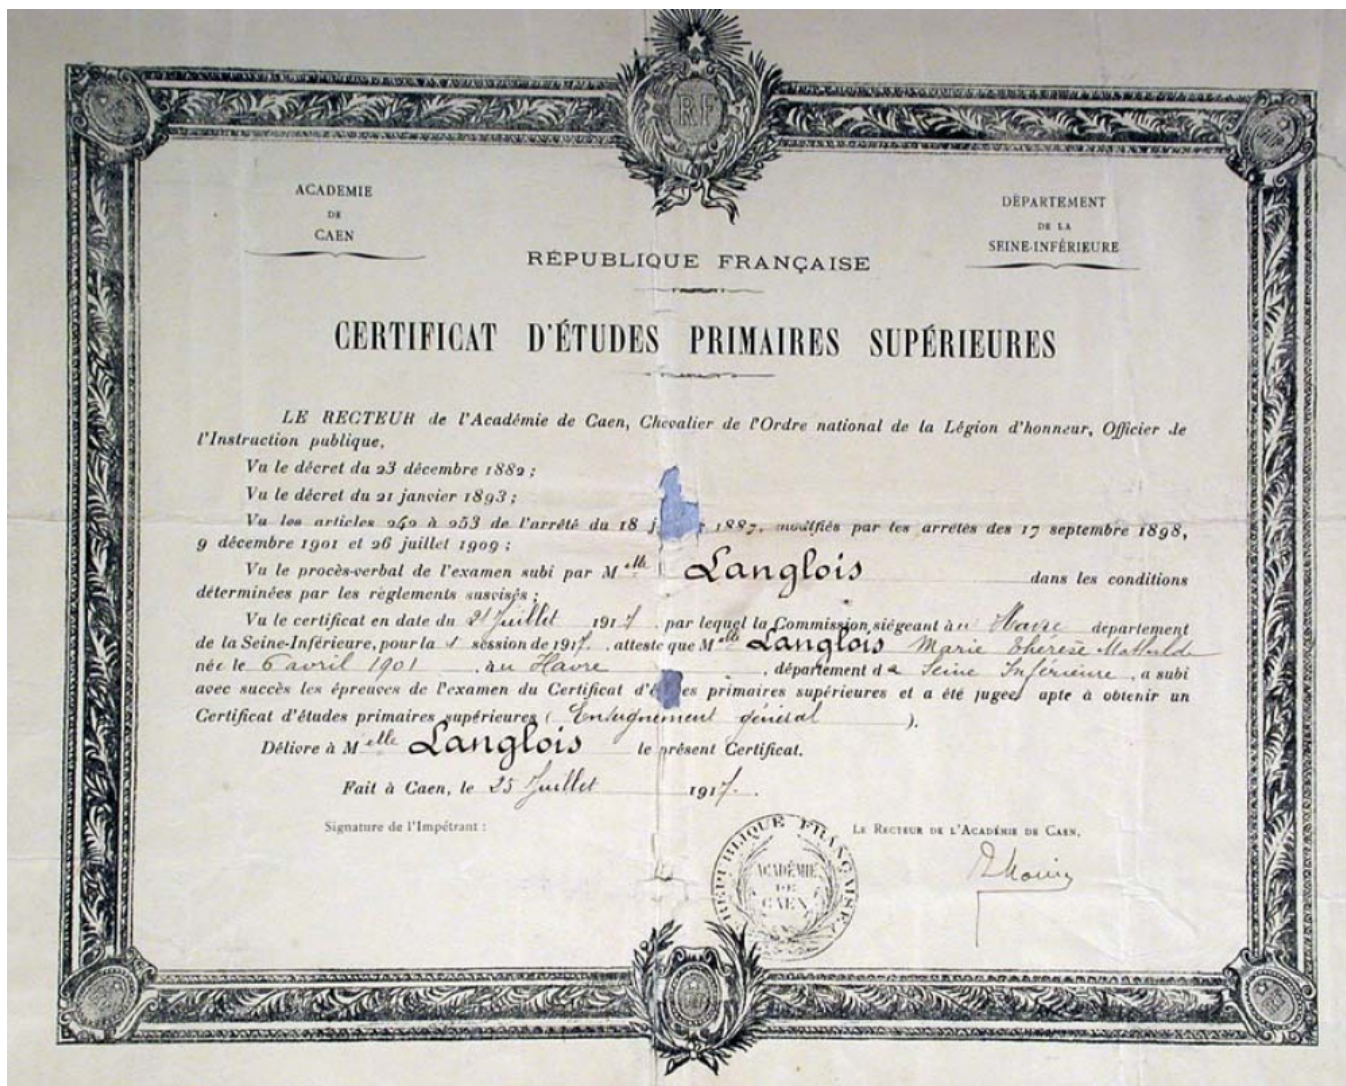 RF
ACADEMIE
DE
CAEN
DÉPARTEMENT
DE LA
SEINE-INFÉRIEURE
RÉPUBLIQUE FRANÇAISE
CERTIFICAT D'ÉTUDES PRIMAIRES SUPÉRIEURES
LE RECTEUR de l'Académie de Caen, Chevalier de l'Ordre national de la Légion d'honneur, Officier de
l'Instruction publique,
Vu le décret du 23 décembre 1882 ;
Vu le décret du 21 janvier 1893 ;
Vu les articles 242 à 253 de l'arrêté du 18 1887, modifiés par les arrêtés des 17 septembre 1898,
9 décembre 1901 et 26 juillet 1909 ;
Vu le procès-verbal de l'examen subi par Melle Langlois dans les conditions
déterminées par les règlements susvisés ;
Vu le certificat en date du 21 Juillet 1917 par lequel la Commission siégeant au Havre département
de la Seine-Inférieure, pour la session de 1917, atteste que Melle Langlois Marie Thérèse Mathilde
née le 6 avril 1901, au Havre, département de Seine Inférieure, a subi
avec succès les épreuves de l'examen du Certificat d'études primaires supérieures et a été jugée apte à obtenir un
Certificat d'études primaires supérieures (Enseignement général).
Délivre à Melle Langlois le présent Certificat.
Fait à Caen, le 25 Juillet 1917.
Signature de l'Impétrant :
LE RECTEUR DE L'ACADÉMIE DE CAEN,
RÉPUBLIQUE FRANÇAISE
ACADÉMIE
DE
CAEN